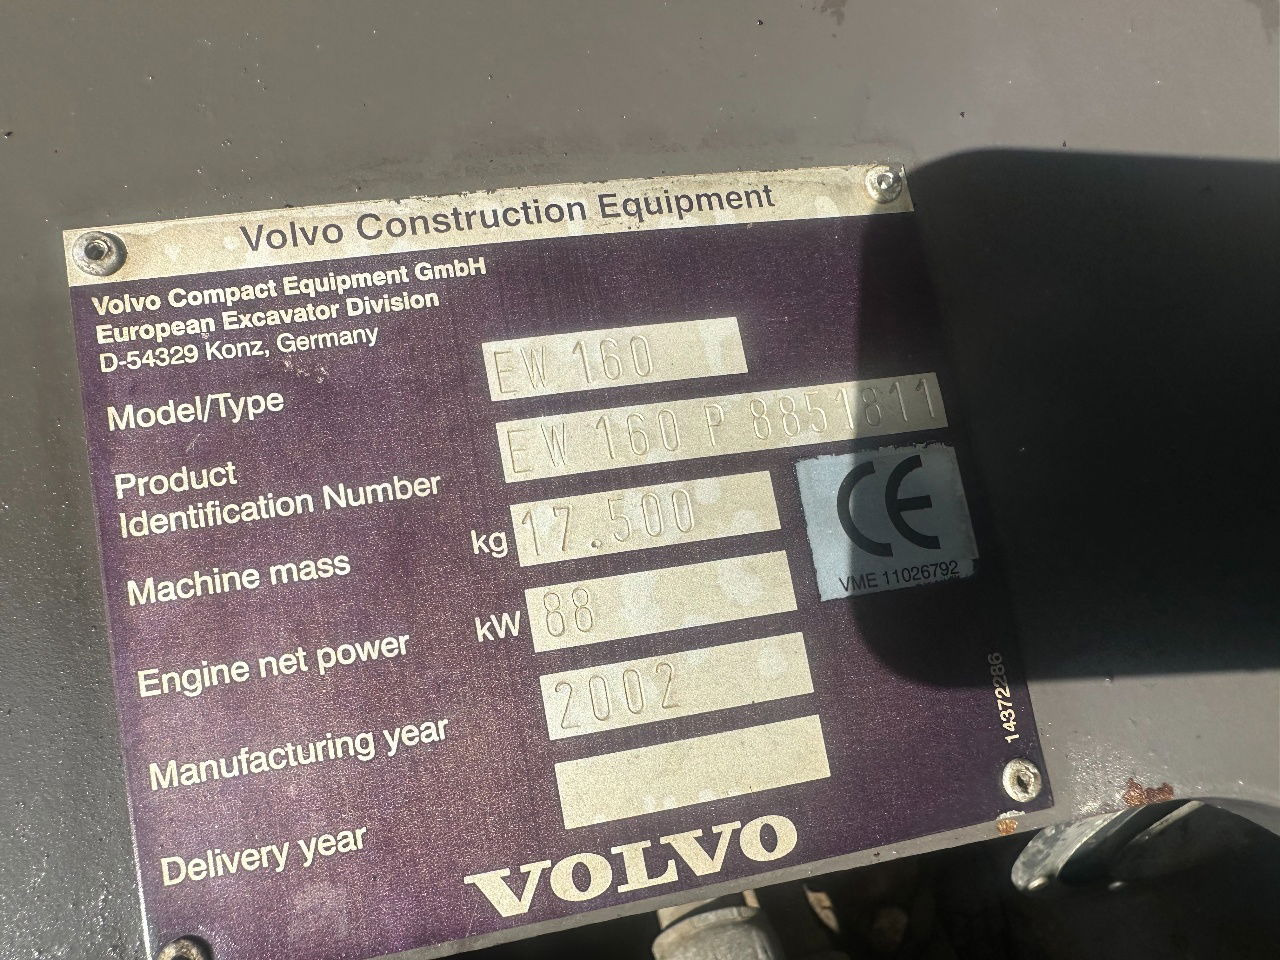 Volvo Construction Equipment
Volvo Compact Equipment GmbH
European Excavator Division
D-54329 Konz, Germany
Model/Type EW 160
Product
Identification Number EW 160 P 8851811
Machine mass kg 17.500
Engine net power kW 88
Manufacturing year 2002
Delivery year
CE
VME 11026792
14372286
VOLVO